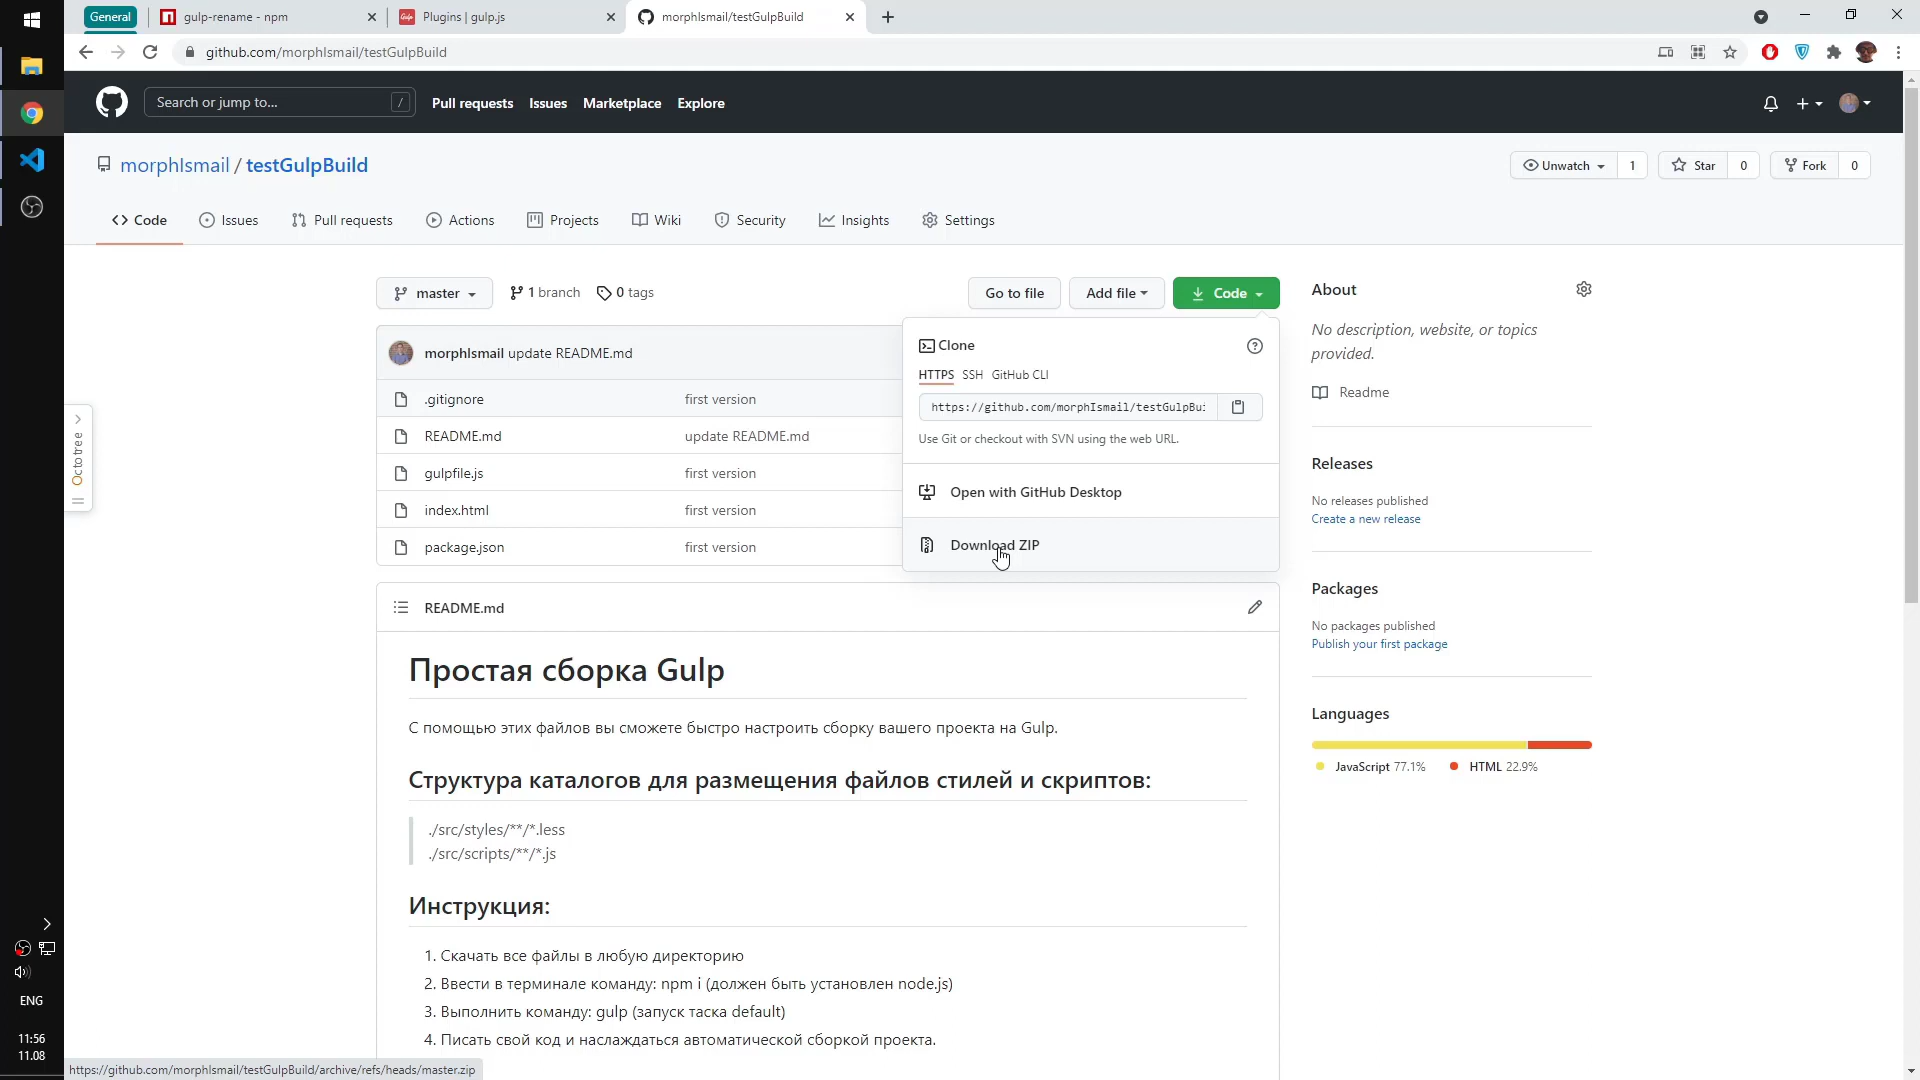 General
gulp-rename - npm
Plugins | gulp.js
morphIsmail/testGulpBuild
github.com/morphIsmail/testGulpBuild
Search or jump to...
/
Pull requests
Issues
Marketplace
Explore
morphIsmail / testGulpBuild
Unwatch
1
Star
0
Fork
0
Code
Issues
Pull requests
Actions
Projects
Wiki
Security
Insights
Settings
master
1 branch
0 tags
Go to file
Add file
Code
About
No description, website, or topics
provided.
Readme
morphIsmail update README.md
.gitignore
first version
README.md
update README.md
gulpfile.js
first version
index.html
first version
package.json
first version
Clone
HTTPS SSH GitHub CLI
https://github.com/morphIsmail/testGulpBui
Use Git or checkout with SVN using the web URL.
Open with GitHub Desktop
Download ZIP
Octotree
Releases
No releases published
Create a new release
Packages
No packages published
Publish your first package
Languages
JavaScript 77.1%
HTML 22.9%
README.md
Простая сборка Gulp
С помощью этих файлов вы сможете быстро настроить сборку вашего проекта на Gulp.
Структура каталогов для размещения файлов стилей и скриптов:
./src/styles/**/*.less
./src/scripts/**/*.js
Инструкция:
1. Скачать все файлы в любую директорию
2. Ввести в терминале команду: npm i (должен быть установлен node.js)
3. Выполнить команду: gulp (запуск таска default)
4. Писать свой код и наслаждаться автоматической сборкой проекта.
ENG
11:56
11.08
https://github.com/morphIsmail/testGulpBuild/archive/refs/heads/master.zip